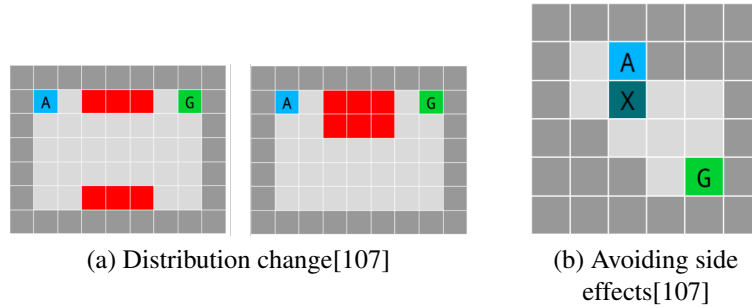 A
G
A
G
A
X
G
(a) Distribution change[107]
(b) Avoiding side
effects[107]